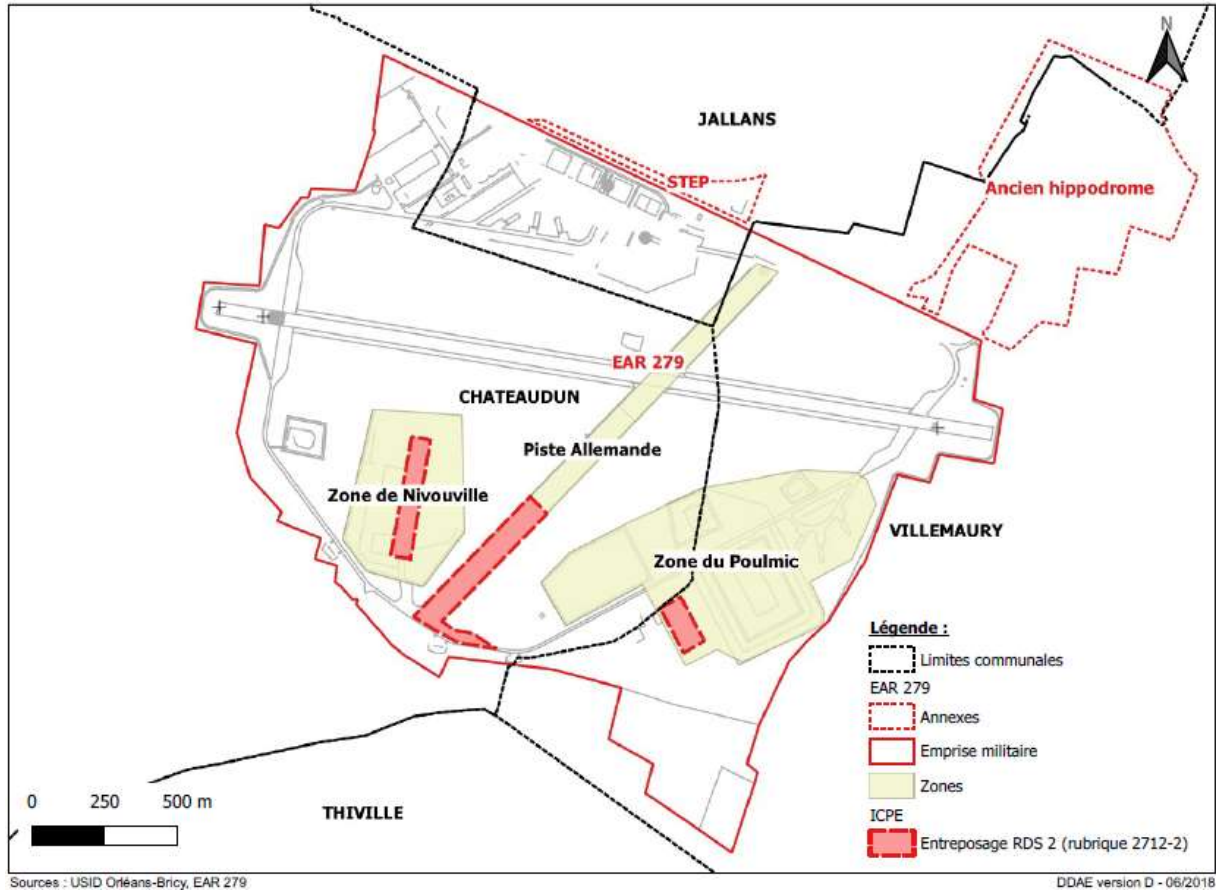 N
JALLANS
STEP
Ancien hippodrome
EAR 279
CHATEAUDUN
Piste Allemande
Zone de Nivouville
VILLEMAURY
Zone du Poulmic
Légende :
Limites communales
EAR 279
Annexes
Emprise militaire
Zones
ICPE
Entreposage RDS 2 (rubrique 2712-2)
0 250 500 m
THIVILLE
Sources : USID Orléans-Bricy, EAR 279
DDAE version D - 06/2018